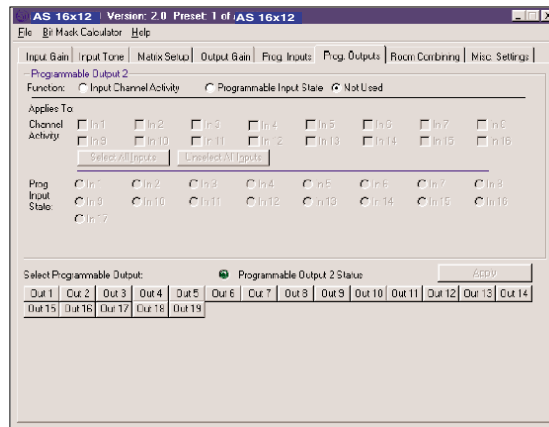 AS 16x12 Version: 2.0 Preset: 1 of AS 16x12
File Bit Mask Calculator Help
Input Gain Input Tone Matrix Setup Output Gain Prog. Inputs Prog. Outputs Room Combining Misc. Settings
Programmable Output 2
Function: Input Channel Activity Programmable Input State Not Used
Applies To:
Channel Activity: In 1 In 2 In 3 In 4 In 5 In 6 In 7 In 8
In 9 In 10 In 11 In 12 In 13 In 14 In 15 In 16
Select All Inputs Unselect All Inputs
Prog Input State: In 1 In 2 In 3 In 4 In 5 In 6 In 7 In 8
In 9 In 10 In 11 In 12 In 13 In 14 In 15 In 16
In 17
Select Programmable Output: Programmable Output 2 Status Apply
Out 1 Out 2 Out 3 Out 4 Out 5 Out 6 Out 7 Out 8 Out 9 Out 10 Out 11 Out 12 Out 13 Out 14
Out 15 Out 16 Out 17 Out 18 Out 19